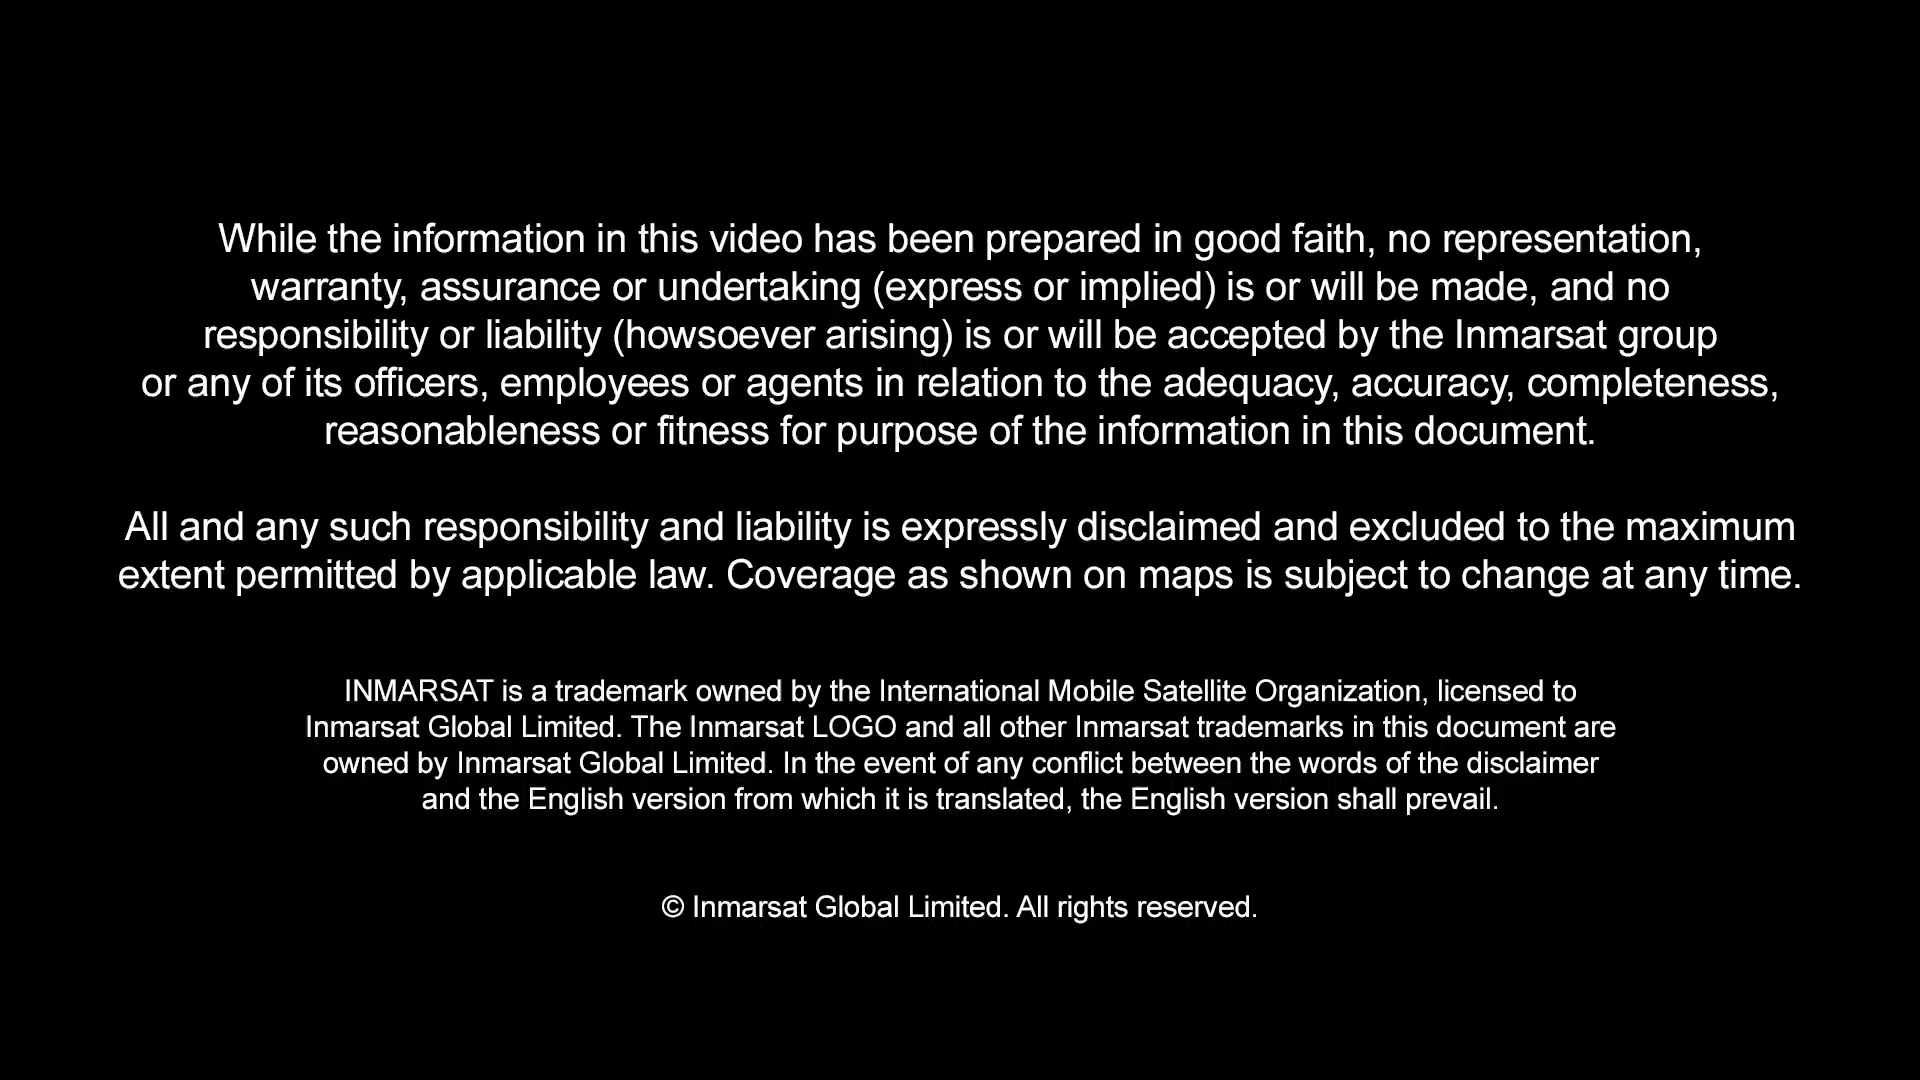 While the information in this video has been prepared in good faith, no representation,
warranty, assurance or undertaking (express or implied) is or will be made, and no
responsibility or liability (howsoever arising) is or will be accepted by the Inmarsat group
or any of its officers, employees or agents in relation to the adequacy, accuracy, completeness,
reasonableness or fitness for purpose of the information in this document.
All and any such responsibility and liability is expressly disclaimed and excluded to the maximum
extent permitted by applicable law. Coverage as shown on maps is subject to change at any time.
INMARSAT is a trademark owned by the International Mobile Satellite Organization, licensed to
Inmarsat Global Limited. The Inmarsat LOGO and all other Inmarsat trademarks in this document are
owned by Inmarsat Global Limited. In the event of any conflict between the words of the disclaimer
and the English version from which it is translated, the English version shall prevail.
© Inmarsat Global Limited. All rights reserved.